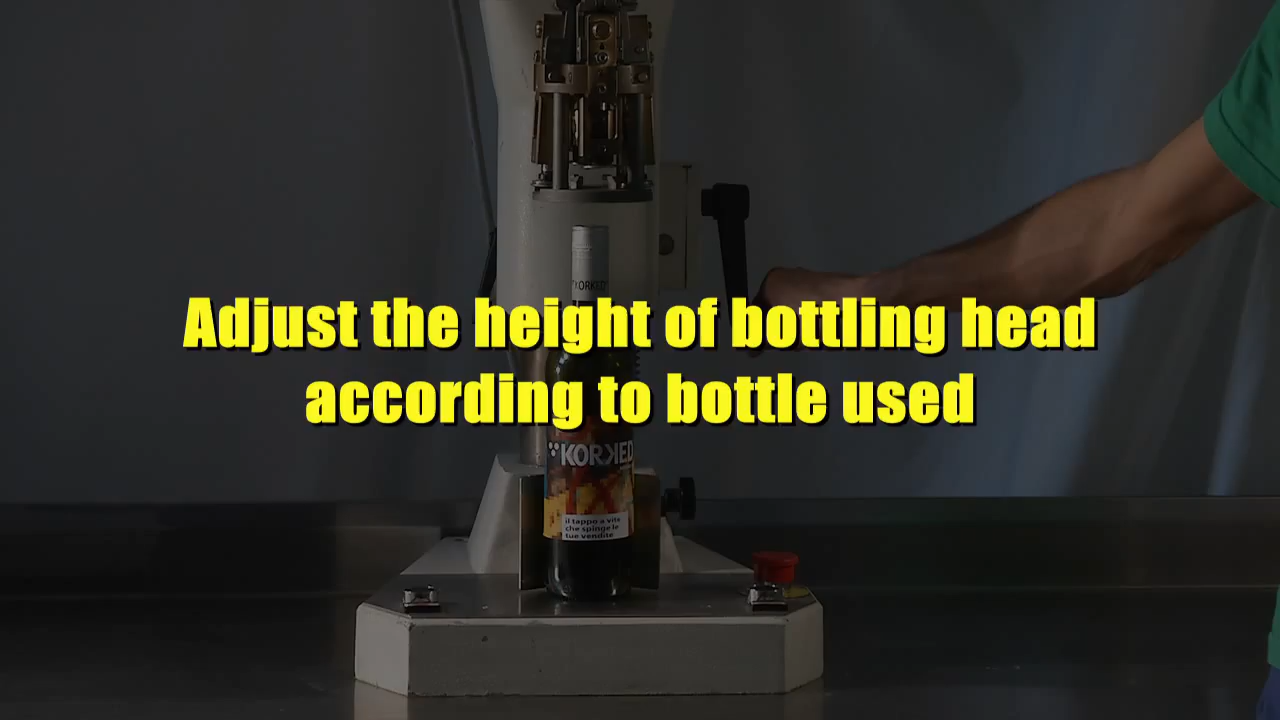 "KORKED"
Adjust the height of bottling head
according to bottle used
KORKED
il tappo a vite
che spinge le
tue vendite